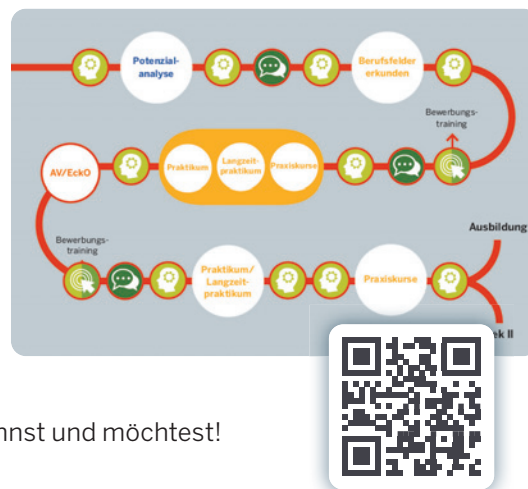 Potenzial-
analyse
Berufsfelder
erkunden
Bewerbungs-
training
AV/EckO
Praktikum
Langzeit-
praktikum
Praxiskurse
Bewerbungs-
training
Praktikum/
Langzeit-
praktikum
Praxiskurse
Ausbildung
ek II
nnst und möchtest!